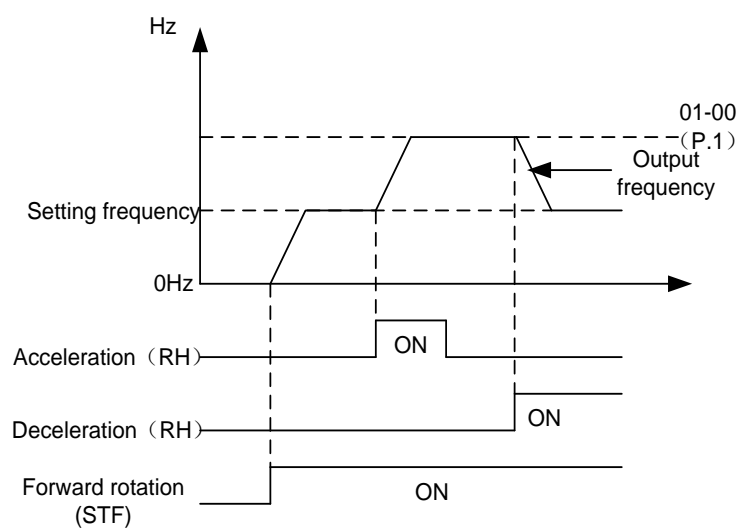 Hz
01-00
（P.1）
Output
frequency
Setting frequency
0Hz
Acceleration（RH）
ON
Deceleration（RH）
ON
Forward rotation
(STF)
ON